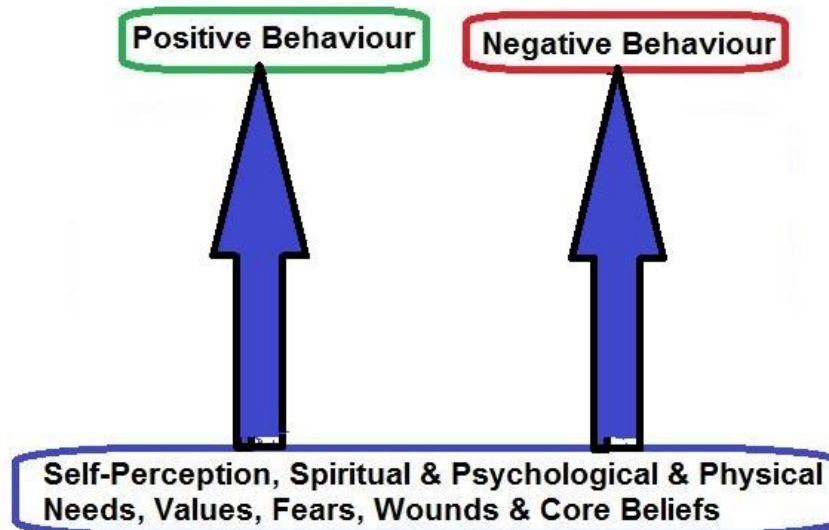 Positive Behaviour
Negative Behaviour
Self-Perception, Spiritual & Psychological & Physical
Needs, Values, Fears, Wounds & Core Beliefs